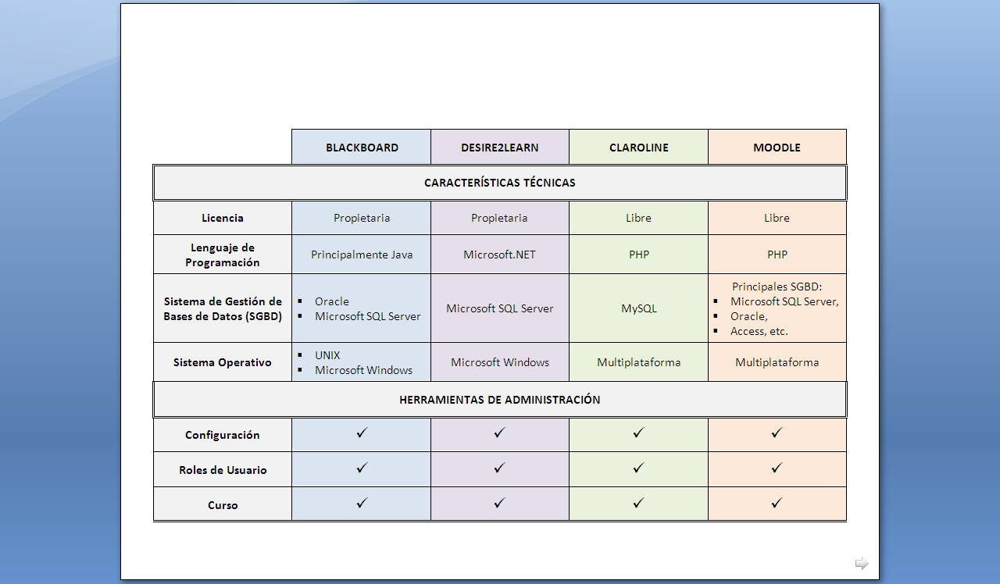 BLACKBOARD DESIRE2LEARN CLAROLINE MOODLE
CARACTERÍSTICAS TÉCNICAS
Licencia Propietaria Propietaria Libre Libre
Lenguaje de
Programación
Principalmente Java Microsoft.NET PHP PHP
Sistema de Gestión de
Bases de Datos (SGBD)
▪ Oracle
▪ Microsoft SQL Server
Microsoft SQL Server
MySQL
Principales SGBD:
▪ Microsoft SQL Server,
▪ Oracle,
▪ Access, etc.
Sistema Operativo
▪ UNIX
▪ Microsoft Windows
Microsoft Windows
Multiplataforma
Multiplataforma
HERRAMIENTAS DE ADMINISTRACIÓN
Configuración ✓ ✓ ✓ ✓
Roles de Usuario ✓ ✓ ✓ ✓
Curso ✓ ✓ ✓ ✓